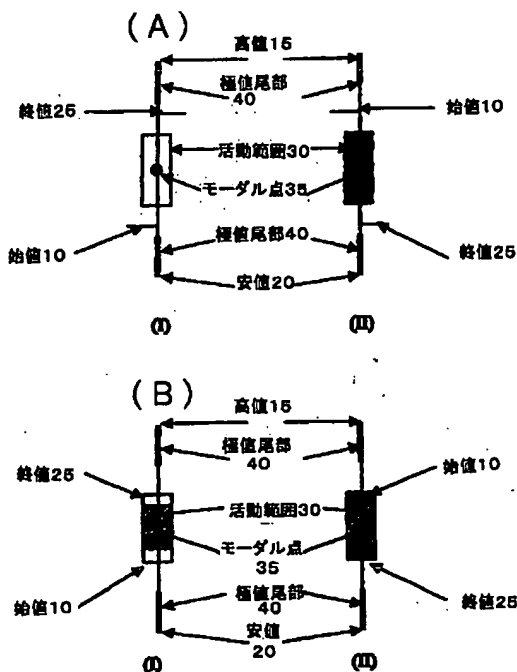 (A)
高値15
極値尾部
40
終値25
始値10
活動範囲30
モーダル点35
始値10
極値尾部40
終値25
安値20
(I)
(II)
(B)
高値15
極値尾部
40
終値25
始値10
活動範囲30
モーダル点
35
始値10
極値尾部
40
終値25
安値
20
(I)
(II)